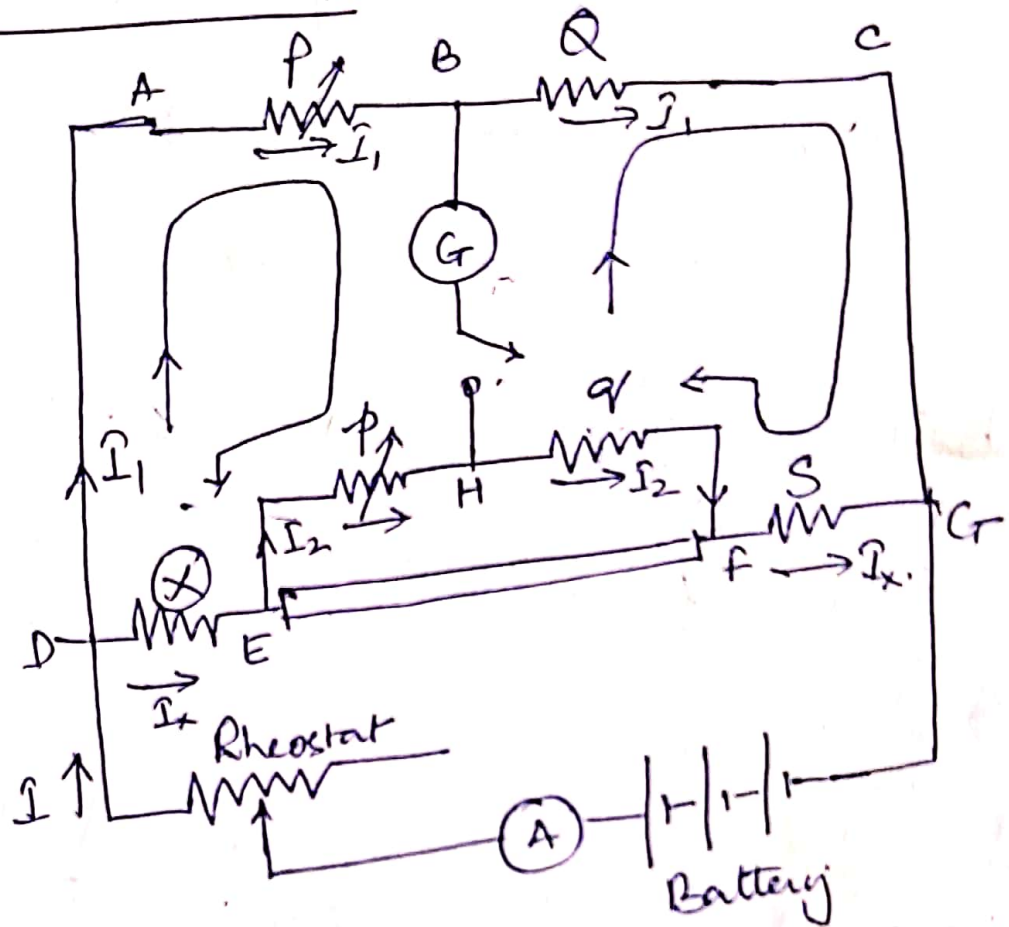 P B Q C
A
I₁ I₁
G
P q
I₁ H I₂ S
I₂ G
X F Iₓ.
D E
Iₓ
Rheostat
I
A
Battery